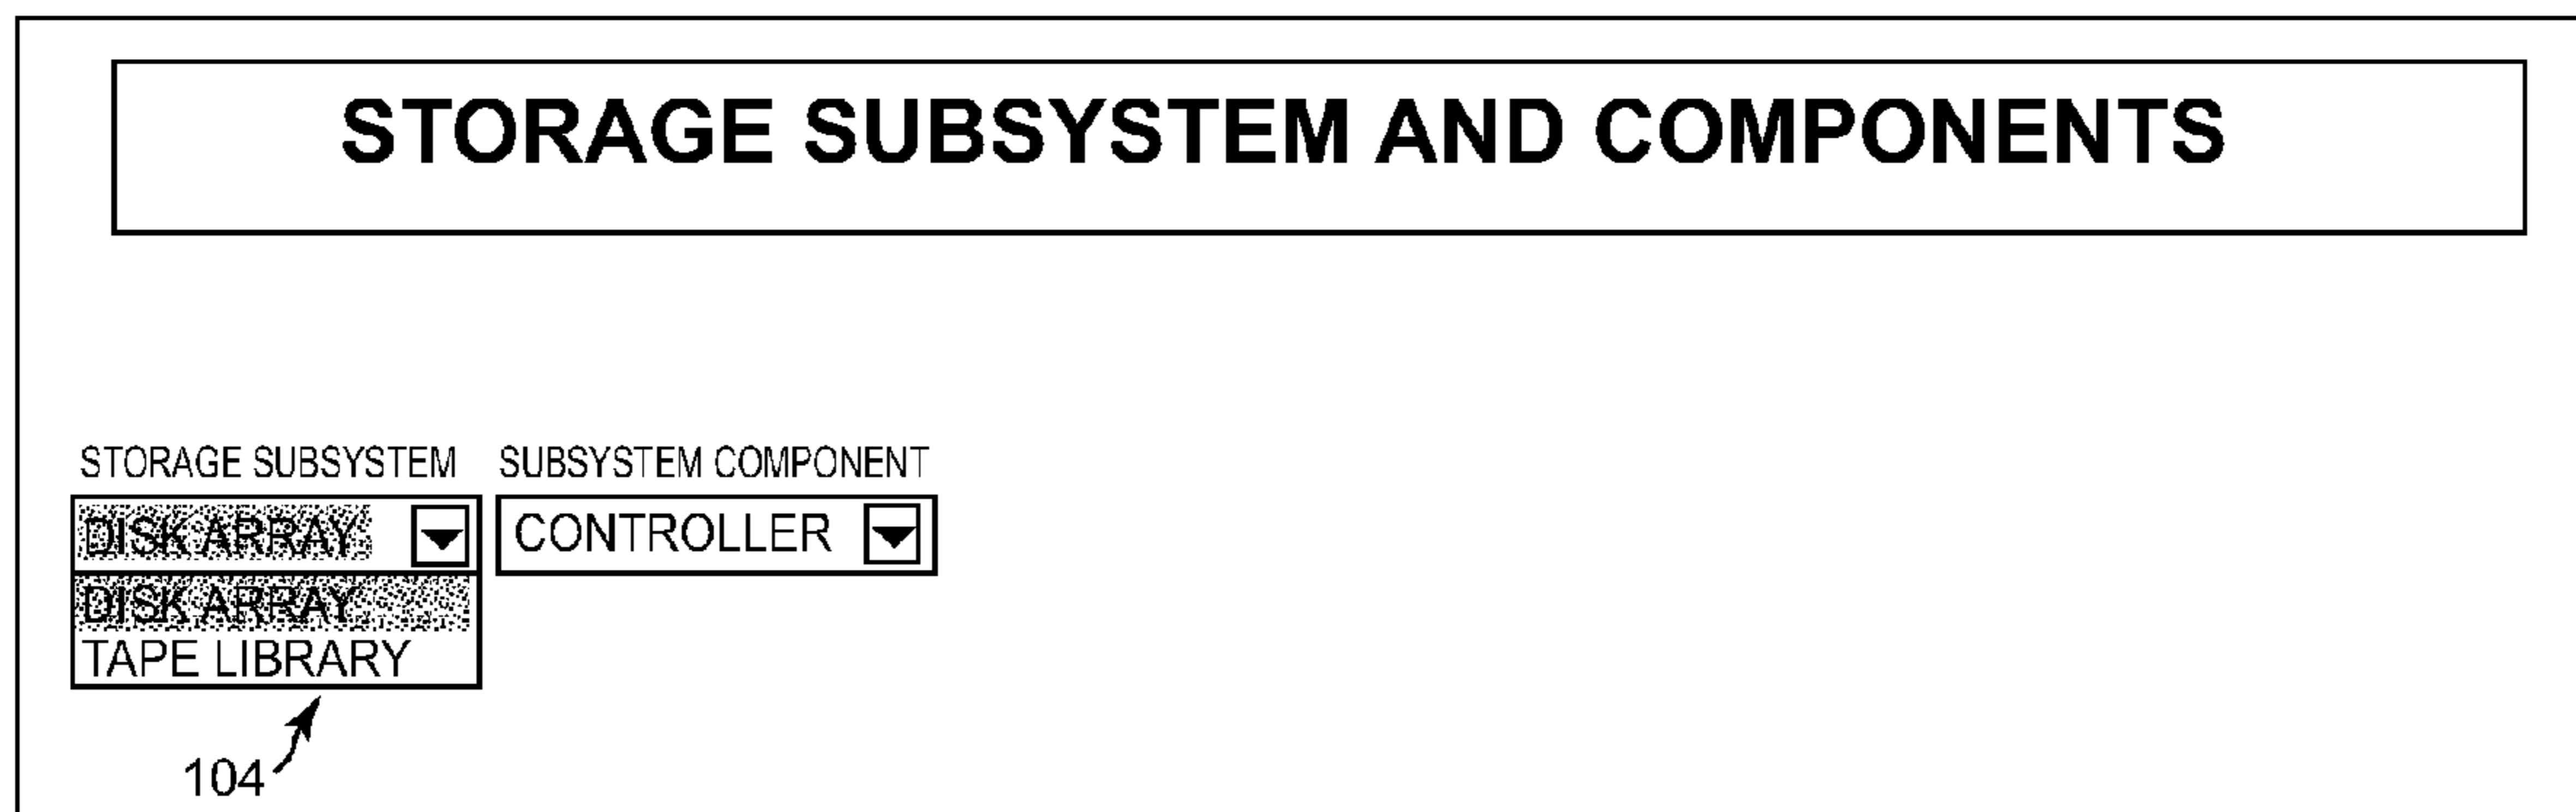 STORAGE SUBSYSTEM AND COMPONENTS
STORAGE SUBSYSTEM SUBSYSTEM COMPONENT
DISK ARRAY CONTROLLER
DISK ARRAY
TAPE LIBRARY
104